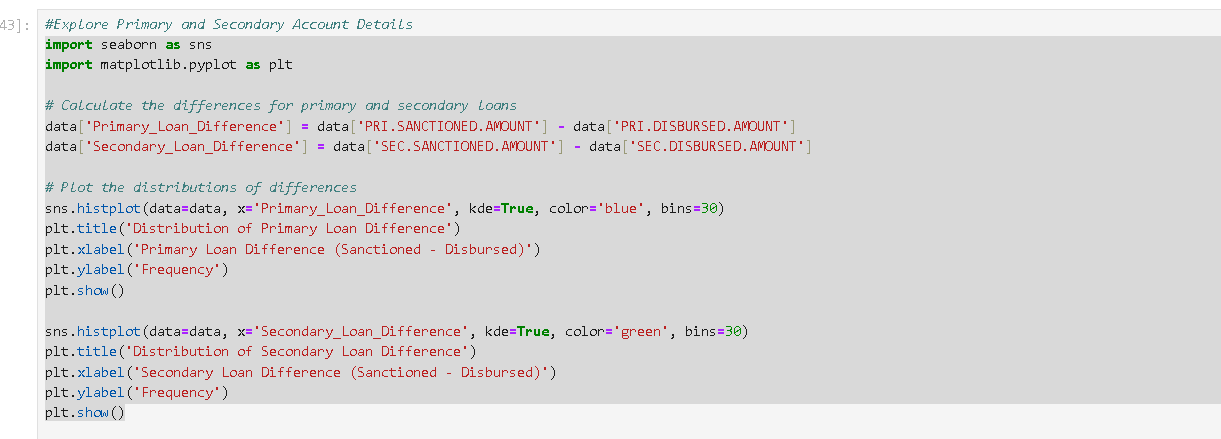 43]:
#Explore Primary and Secondary Account Details
import seaborn as sns
import matplotlib.pyplot as plt
# Calculate the differences for primary and secondary loans
data['Primary_Loan_Difference'] = data['PRI.SANCTIONED.AMOUNT'] - data['PRI.DISBURSED.AMOUNT']
data['Secondary_Loan_Difference'] = data['SEC.SANCTIONED.AMOUNT'] - data['SEC.DISBURSED.AMOUNT']
# Plot the distributions of differences
sns.histplot(data=data, x='Primary_Loan_Difference', kde=True, color='blue', bins=30)
plt.title('Distribution of Primary Loan Difference')
plt.xlabel('Primary Loan Difference (Sanctioned - Disbursed)')
plt.ylabel('Frequency')
plt.show()
sns.histplot(data=data, x='Secondary_Loan_Difference', kde=True, color='green', bins=30)
plt.title('Distribution of Secondary Loan Difference')
plt.xlabel('Secondary Loan Difference (Sanctioned - Disbursed)')
plt.ylabel('Frequency')
plt.show()